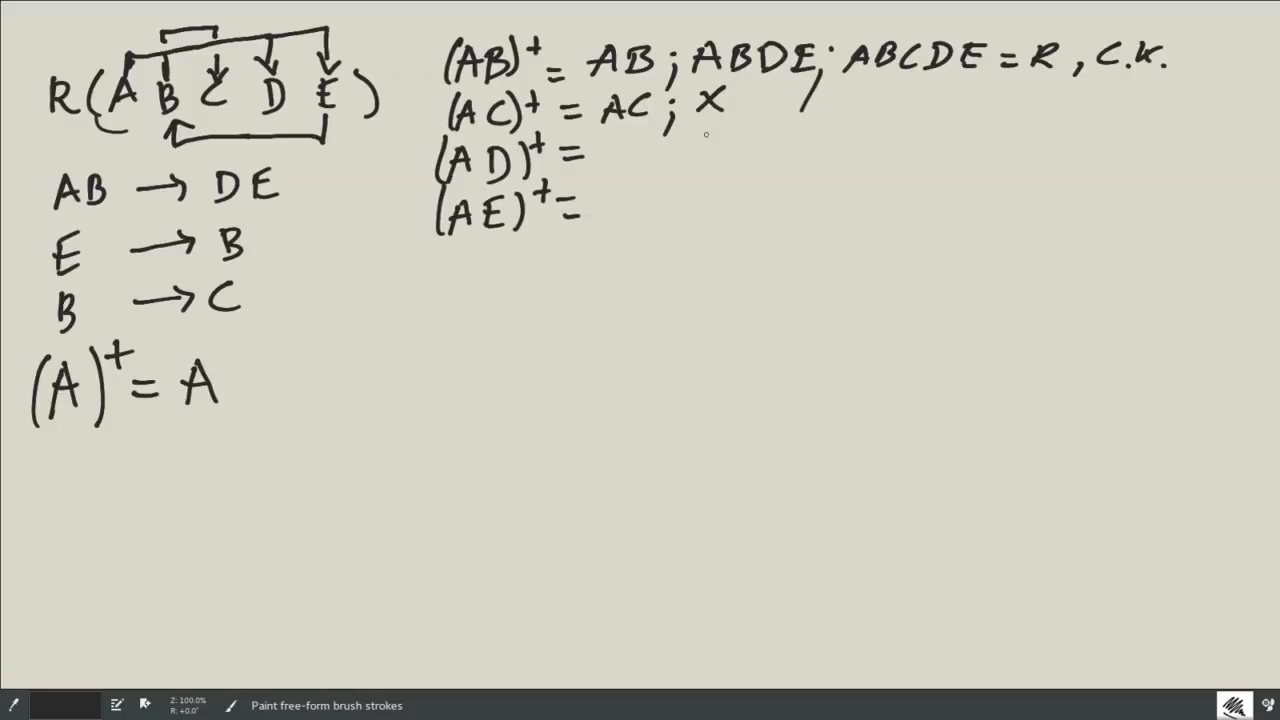 R(A B C D E)
AB → DE
E → B
B → C
(A)+ = A
(AB)+ = AB ; ABDE ; ABCDE = R , C.K.
(AC)+ = AC ; X
(AD)+ =
(AE)+ =
Z: 100.0%
R: +0.0°
Paint free-form brush strokes